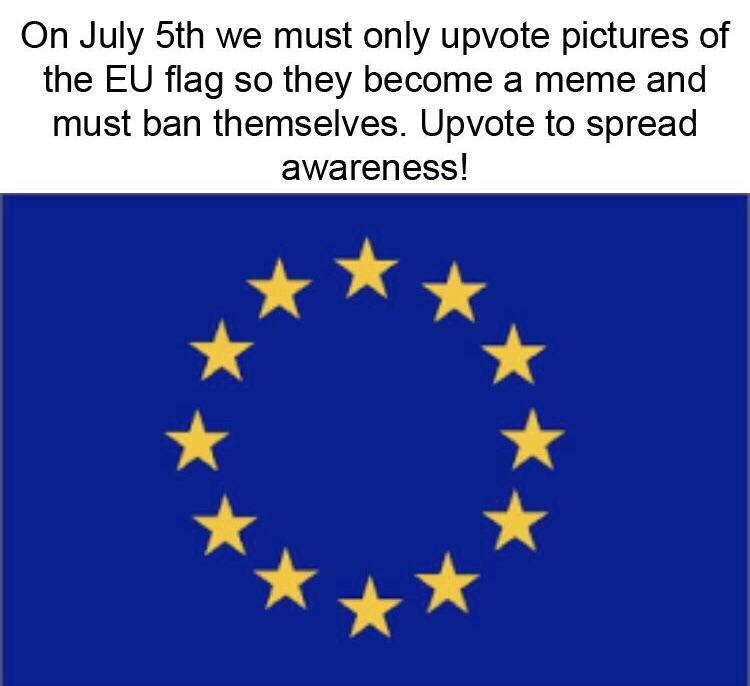 On July 5th we must only upvote pictures of
the EU flag so they become a meme and
must ban themselves. Upvote to spread
awareness!